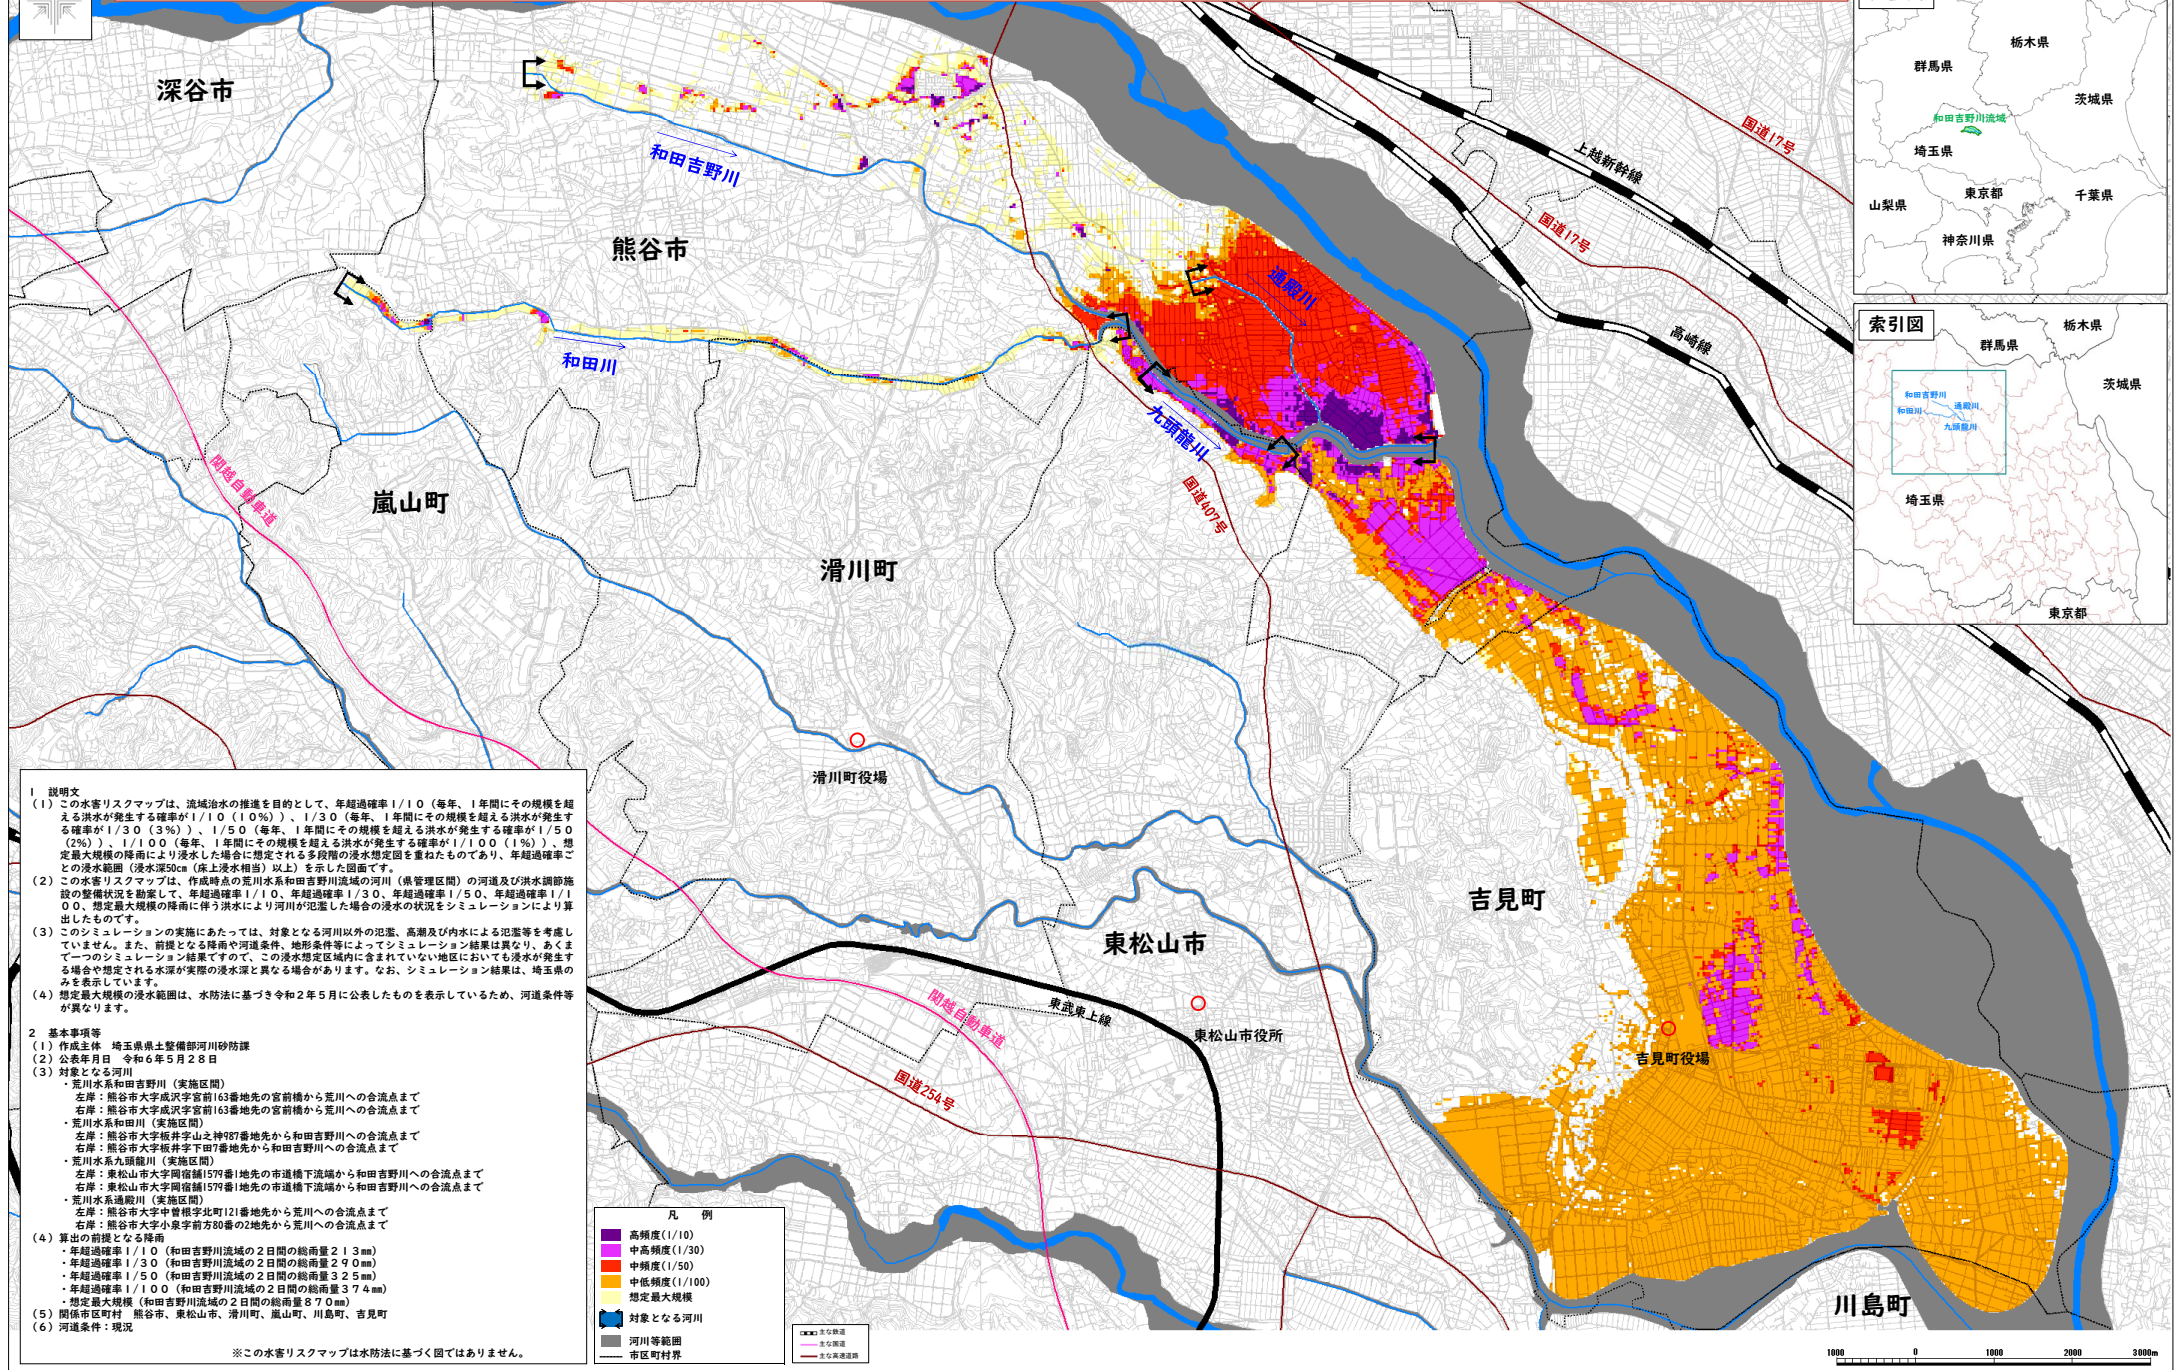 深谷市
和田吉野川
熊谷市
和田川
通殿川
九頭龍川
国道17号
上越新幹線
国道17号
高崎線
関越自動車道
嵐山町
滑川町
国道407号
滑川町役場
吉見町
東松山市
東武東上線
関越自動車道
東松山市役所
吉見町役場
国道254号
川島町
栃木県
群馬県
茨城県
和田吉野川流域
埼玉県
東京都
千葉県
山梨県
神奈川県
索引図
栃木県
群馬県
茨城県
和田吉野川
通殿川
和田川
九頭龍川
埼玉県
東京都
1 説明文
(1)この水害リスクマップは、流域治水の推進を目的として、年超過確率1/10(毎年、1年間にその規模を超
える洪水が発生する確率が1/10(10%))、1/30(毎年、1年間にその規模を超える洪水が発生す
る確率が1/30(3%))、1/50(毎年、1年間にその規模を超える洪水が発生する確率が1/50
(2%))、1/100(毎年、1年間にその規模を超える洪水が発生する確率が1/100(1%))、想
定最大規模の降雨により浸水した場合に想定される多段階の浸水想定図を重ねたものであり、年超過確率ご
との浸水範囲(浸水深50cm(床上浸水相当)以上)を示した図面です。
(2)この水害リスクマップは、作成時点の荒川水系和田吉野川流域の河川(県管理区間)の河道及び洪水調節施
設の整備状況を勘案して、年超過確率1/10、年超過確率1/30、年超過確率1/50、年超過確率1/1
00、想定最大規模の降雨に伴う洪水により河川が氾濫した場合の浸水の状況をシミュレーションにより算
出したものです。
(3)このシミュレーションの実施にあたっては、対象となる河川以外の氾濫、高潮及び内水による氾濫等を考慮し
ていません。また、前提となる降雨や河道条件、地形条件等によってシミュレーション結果は異なり、あくま
で一つのシミュレーション結果ですので、この浸水想定区域内に含まれていない地区においても浸水が発生す
る場合や想定される水深が実際の浸水深と異なる場合があります。なお、シミュレーション結果は、埼玉県の
みを表示しています。
(4)想定最大規模の浸水範囲は、水防法に基づき令和2年5月に公表したものを表示しているため、河道条件等
が異なります。
2 基本事項等
(1)作成主体 埼玉県県土整備部河川砂防課
(2)公表年月日 令和6年5月28日
(3)対象となる河川
・荒川水系和田吉野川(実施区間)
左岸:熊谷市大字成沢字宮前163番地先の宮前橋から荒川への合流点まで
右岸:熊谷市大字成沢字宮前163番地先の宮前橋から荒川への合流点まで
・荒川水系和田川(実施区間)
左岸:熊谷市大字板井字山之神987番地先から和田吉野川への合流点まで
右岸:熊谷市大字板井字下田7番地先から和田吉野川への合流点まで
・荒川水系九頭龍川(実施区間)
左岸:東松山市大字岡宿舗1579番1地先の市道橋下流端から和田吉野川への合流点まで
右岸:東松山市大字岡宿舗1579番1地先の市道橋下流端から和田吉野川への合流点まで
・荒川水系通殿川(実施区間)
左岸:熊谷市大字中曽根字北町121番地先から荒川への合流点まで
右岸:熊谷市大字小泉字前方80番の2地先から荒川への合流点まで
(4)算出の前提となる降雨
・年超過確率1/10(和田吉野川流域の2日間の総雨量213mm)
・年超過確率1/30(和田吉野川流域の2日間の総雨量290mm)
・年超過確率1/50(和田吉野川流域の2日間の総雨量325mm)
・年超過確率1/100(和田吉野川流域の2日間の総雨量374mm)
・想定最大規模(和田吉野川流域の2日間の総雨量870mm)
(5)関係市区町村 熊谷市、東松山市、滑川町、嵐山町、川島町、吉見町
(6)河道条件:現況
※この水害リスクマップは水防法に基づく図ではありません。
凡 例
高頻度(1/10)
中高頻度(1/30)
中頻度(1/50)
中低頻度(1/100)
想定最大規模
対象となる河川
河川等範囲
市区町村界
主な鉄道
主な国道
主な高速道路
1000 0 1000 2000 3000m